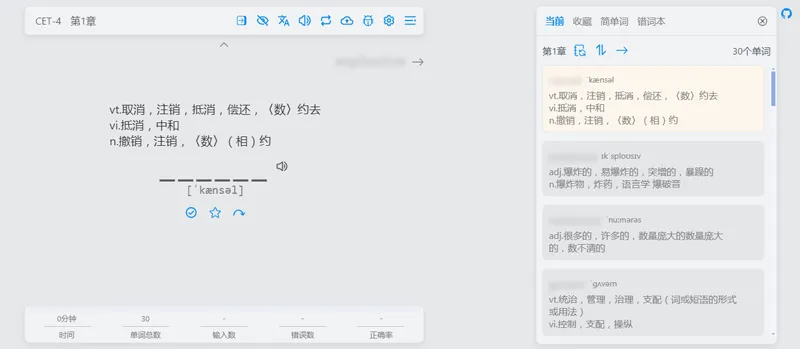 CET-4 第1章
vt.取消，注销，抵消，偿还，〈数〉约去
vi.抵消，中和
n.撤销，注销，〈数〉（相）约
[ˈkænsəl]
0分钟
时间
30
单词总数
-
输入数
-
错误数
-
正确率
当前 收藏 简单词 错词本
第1章 30个单词
ˈkænsəl
vt.取消，注销，抵消，偿还，〈数〉约去
vi.抵消，中和
n.撤销，注销，〈数〉（相）约
ɪkˈsploʊsɪv
adj.爆炸的，易爆炸的，突增的，暴躁的
n.爆炸物，炸药，语言学 爆破音
ˈnuːmərəs
adj.很多的，许多的，数量庞大的数量庞大
的，数不清的
ˈɡʌvərn
vt.统治，管理，治理，支配（词或短语的形式
或用法）
vi.控制，支配，操纵